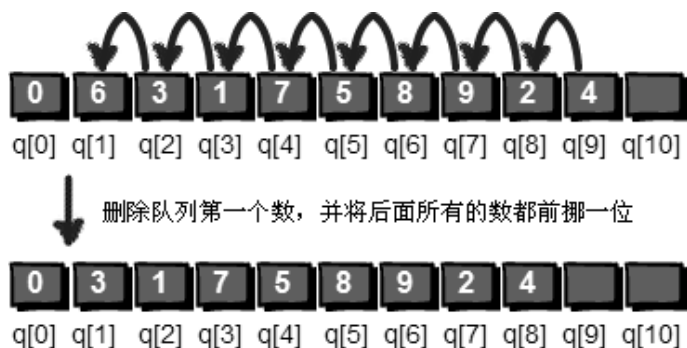 0 6 3 1 7 5 8 9 2 4
q[0] q[1] q[2] q[3] q[4] q[5] q[6] q[7] q[8] q[9] q[10]
删除队列第一个数，并将后面所有的数都前挪一位
0 3 1 7 5 8 9 2 4
q[0] q[1] q[2] q[3] q[4] q[5] q[6] q[7] q[8] q[9] q[10]